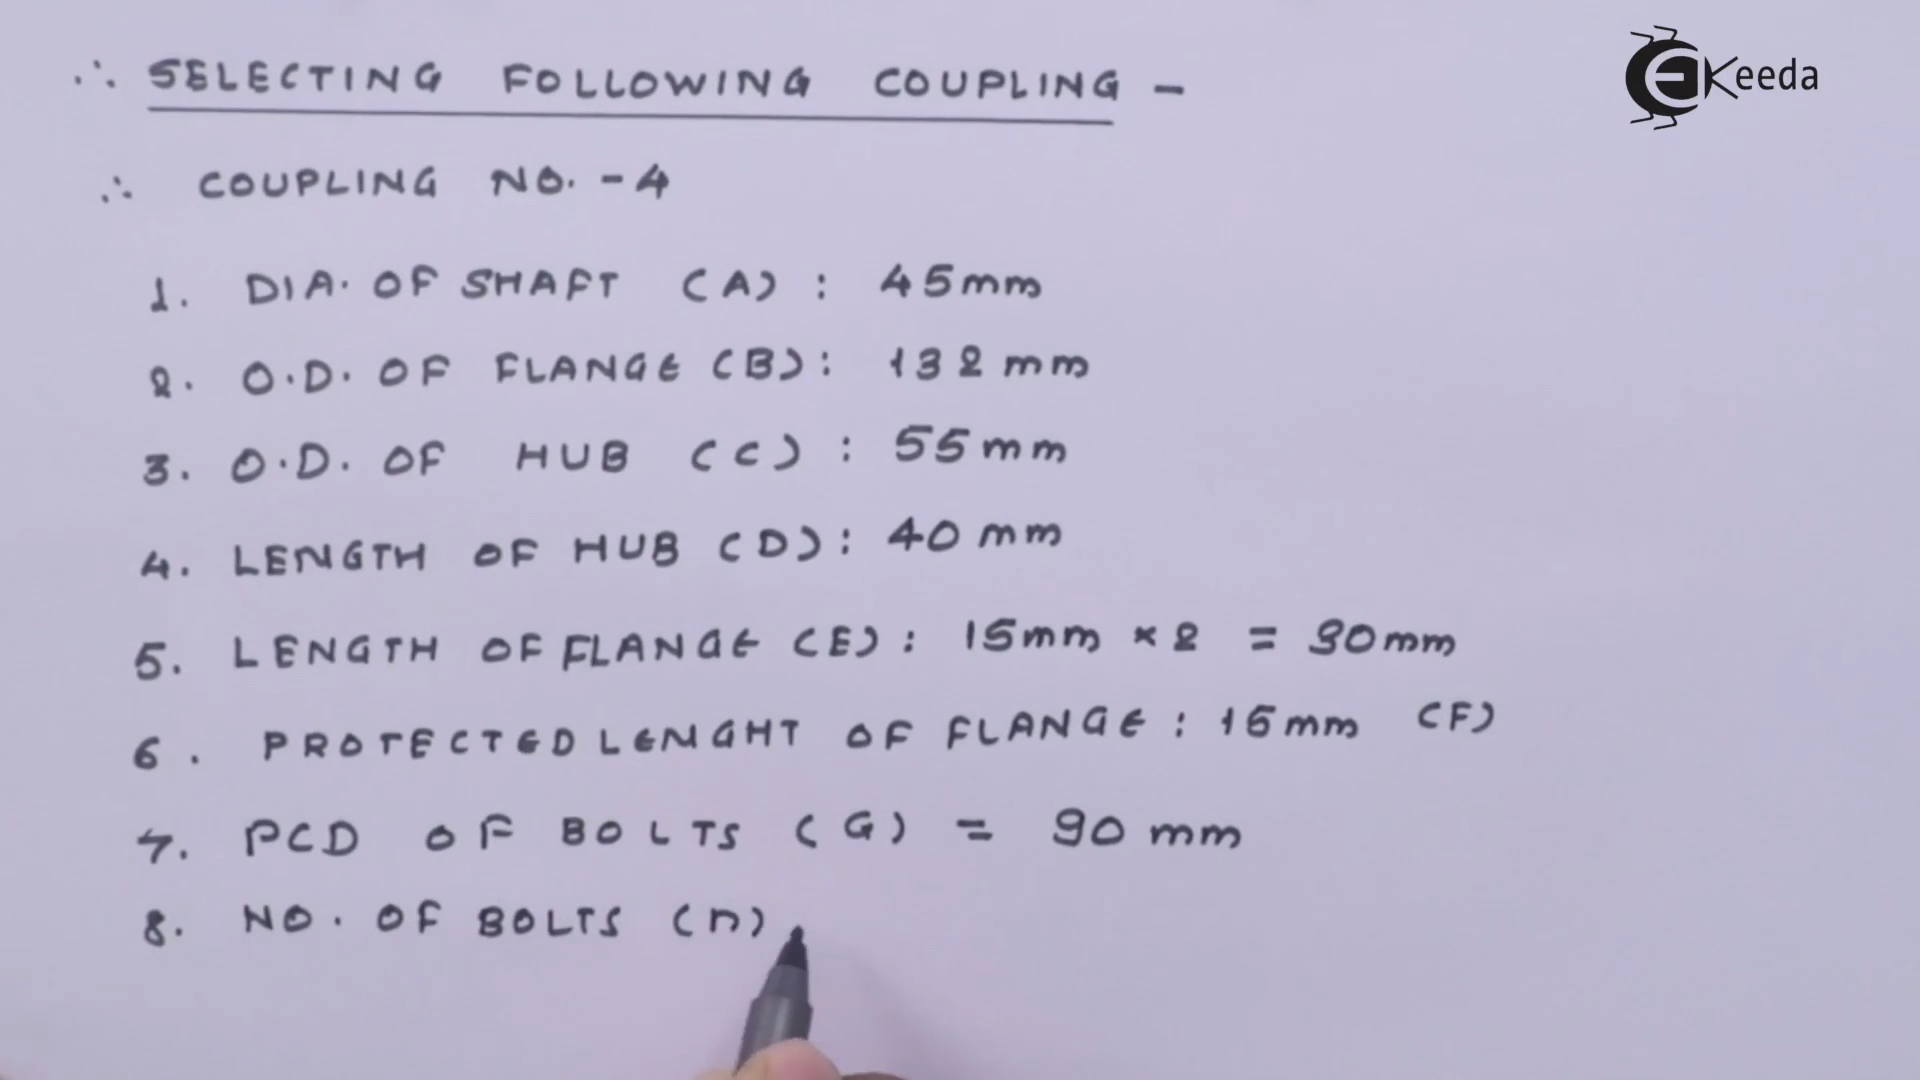 ∴ SELECTING FOLLOWING COUPLING -
EKeeda
∴ COUPLING NO. - 4
1. DIA. OF SHAFT (A) : 45mm
2. O.D. OF FLANGE (B) : 132 mm
3. O.D. OF HUB (C) : 55mm
4. LENGTH OF HUB (D) : 40 mm
5. LENGTH OF FLANGE (E) : 15mm × 2 = 30mm
6. PROTECTED LENGHT OF FLANGE : 15mm (F)
7. PCD OF BOLTS (G) = 90 mm
8. NO. OF BOLTS (n)